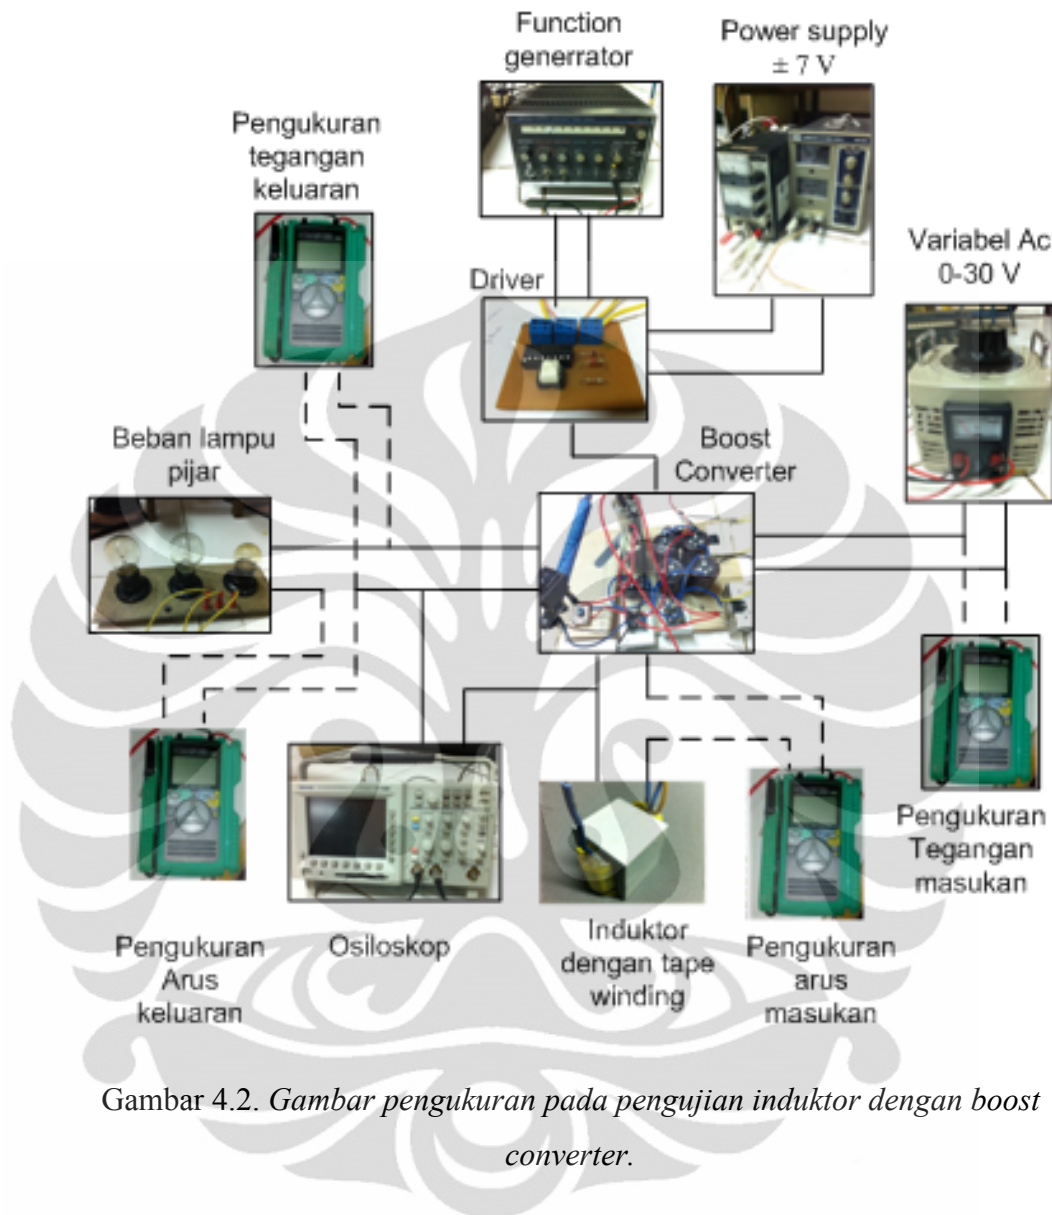 Function
generrator
Power supply
± 7 V
Pengukuran
tegangan
keluaran
Variabel Ac
0-30 V
Driver
Beban lampu
pijar
Boost
Converter
Pengukuran
Tegangan
masukan
Pengukuran
Arus
keluaran
Osiloskop
Induktor
dengan tape
winding
Pengukuran
arus
masukan
Gambar 4.2. Gambar pengukuran pada pengujian induktor dengan boost
converter.